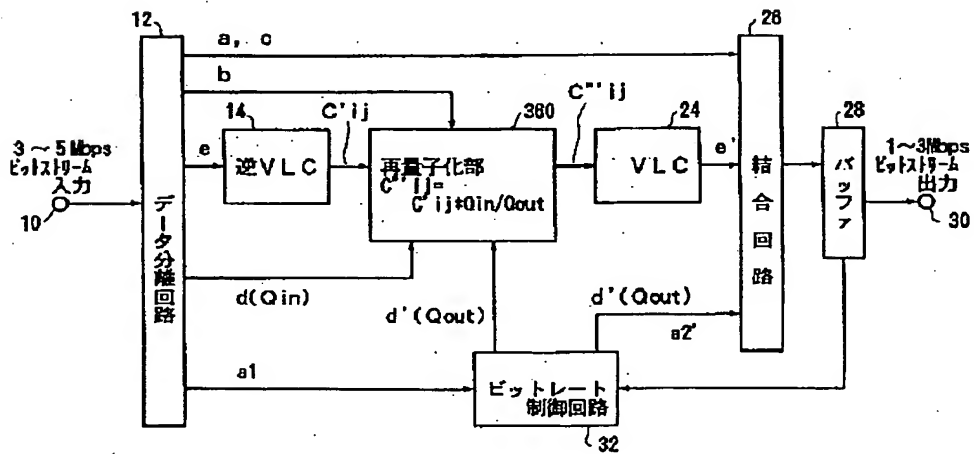 12
26
a, c
b
14
C'ij
360
C"'ij
24
28
3～5Mbps
ビットストリーム
入力
10
データ分離回路
e
逆VLC
再量子化部
C"'ij=
C'ij*Qin/Qout
VLC
e'
結合回路
バッファ
1～3Mbps
ビットストリーム
出力
30
d(Qin)
d'(Qout)
d'(Qout)
a2'
a1
ビットレート
制御回路
32